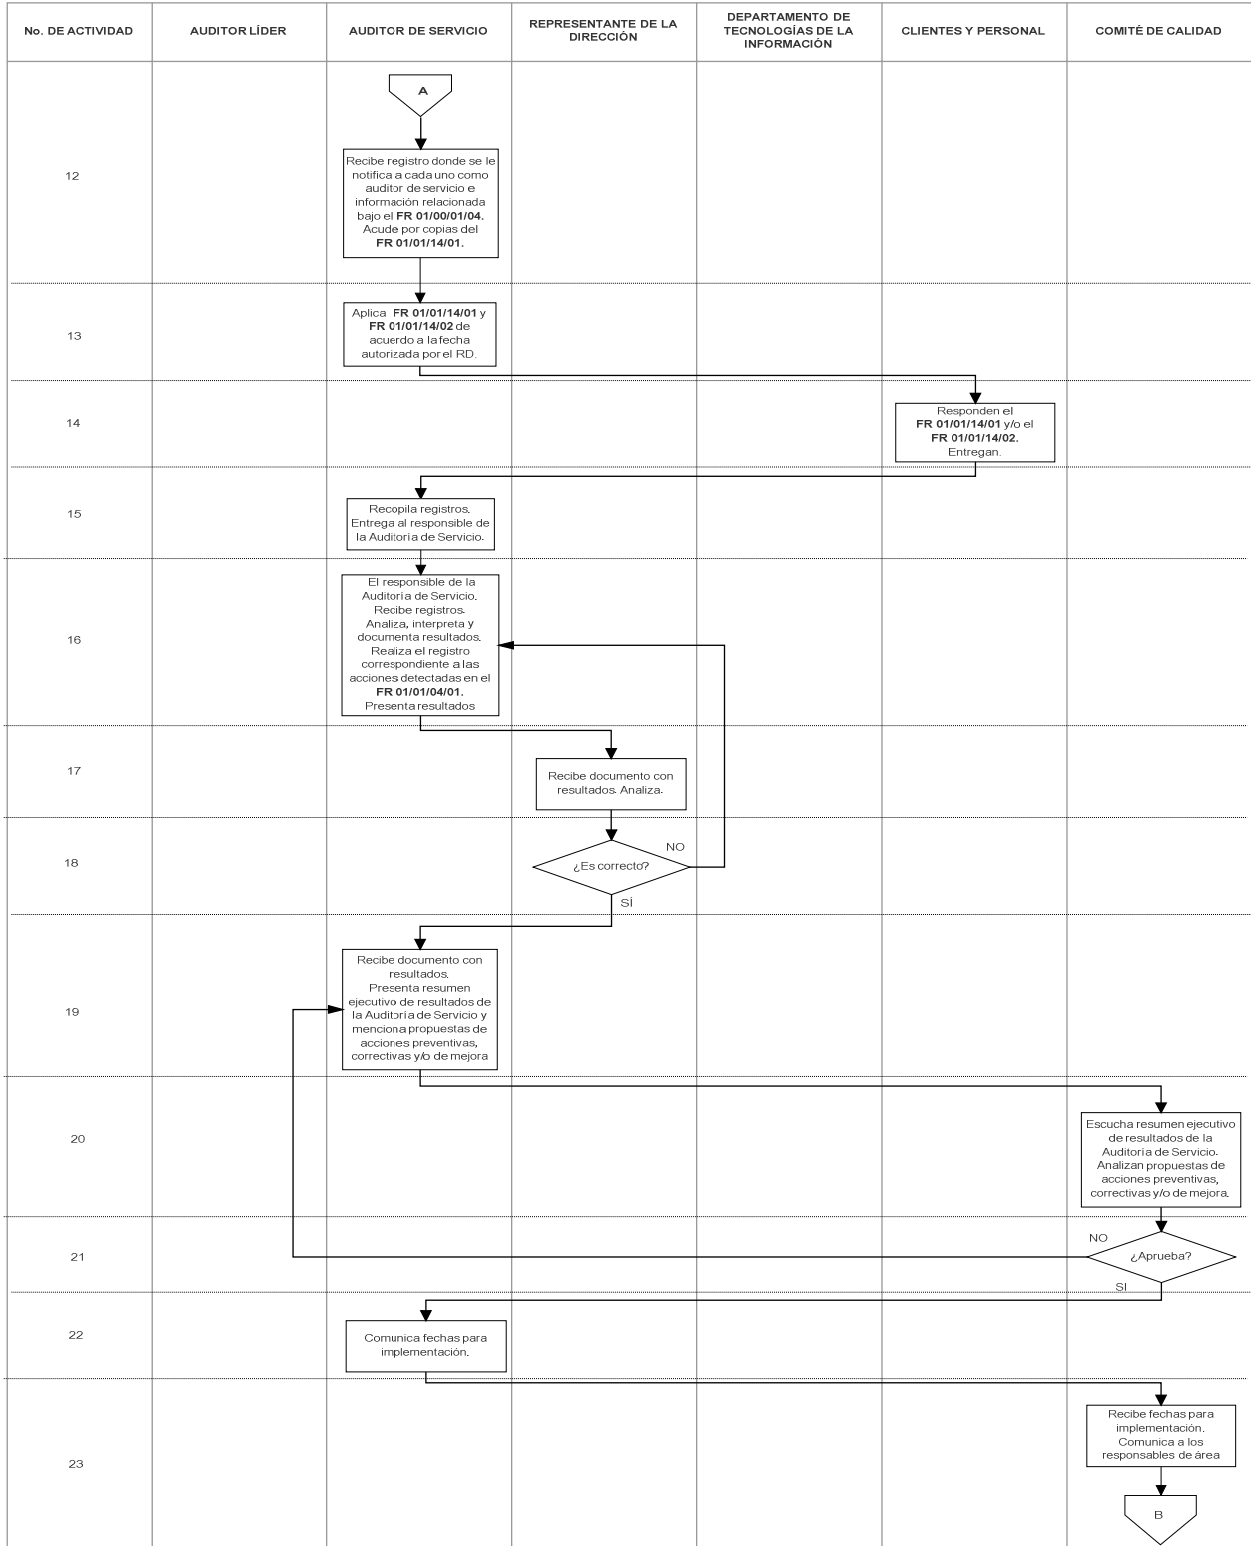 No. DE ACTIVIDAD
AUDITOR LÍDER
AUDITOR DE SERVICIO
REPRESENTANTE DE LA
DIRECCIÓN
DEPARTAMENTO DE
TECNOLOGÍAS DE LA
INFORMACIÓN
CLIENTES Y PERSONAL
COMITÉ DE CALIDAD
A
12
Recibe registro donde se le
notifica a cada uno como
auditor de servicio e
información relacionada
bajo el FR 01/00/01/04.
Acude por copias del
FR 01/01/14/01.
13
Aplica FR 01/01/14/01 y
FR 01/01/14/02 de
acuerdo a la fecha
autorizada por el RD.
14
Responden el
FR 01/01/14/01 y/o el
FR 01/01/14/02.
Entregan.
15
Recopila registros.
Entrega al responsible de
la Auditoría de Servicio.
16
El responsible de la
Auditoría de Servicio.
Recibe registros.
Analiza, interpreta y
documenta resultados.
Realiza el registro
correspondiente a las
acciones detectadas en el
FR 01/01/04/01.
Presenta resultados
17
Recibe documento con
resultados. Analiza.
18
¿Es correcto?
NO
SÍ
19
Recibe documento con
resultados.
Presenta resumen
ejecutivo de resultados de
la Auditoría de Servicio y
menciona propuestas de
acciones preventivas,
correctivas y/o de mejora
20
Escucha resumen ejecutivo
de resultados de la
Auditoría de Servicio.
Analizan propuestas de
acciones preventivas,
correctivas y/o de mejora.
21
NO
¿Aprueba?
SI
22
Comunica fechas para
implementación.
23
Recibe fechas para
implementación.
Comunica a los
responsables de área
B